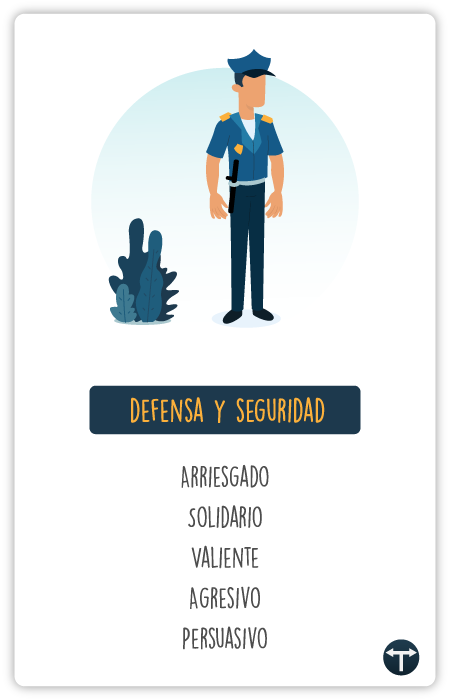 DEFENSA Y SEGURIDAD
ARRIESGADO
SOLIDARIO
VALIENTE
AGRESIVO
PERSUASIVO